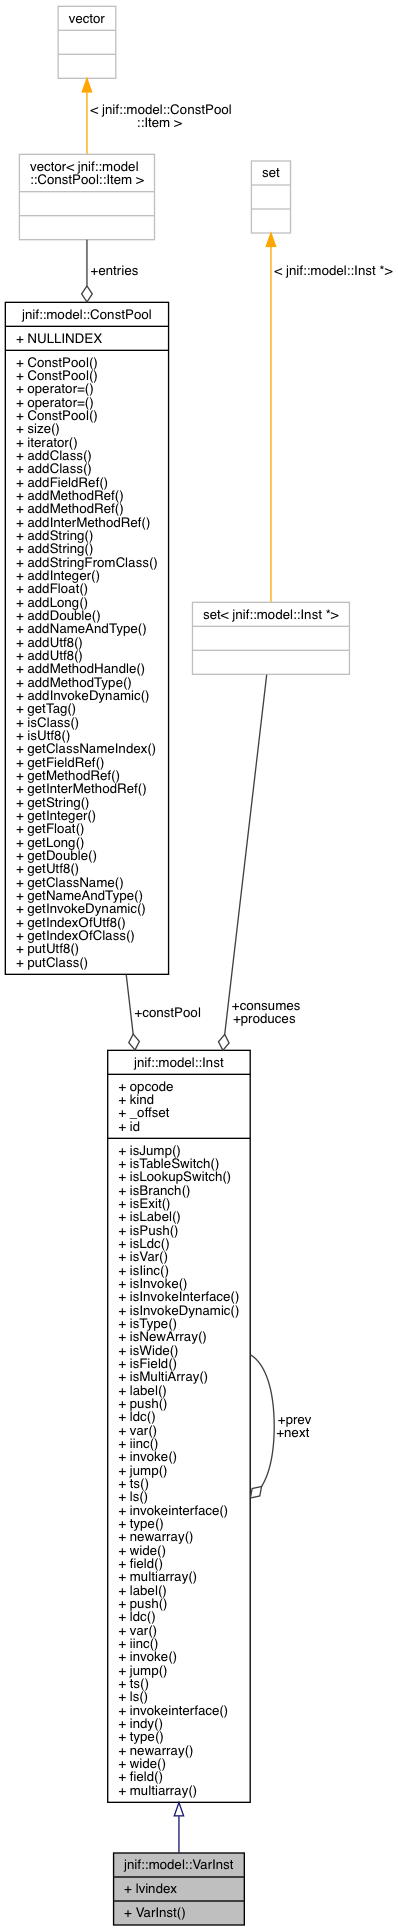 vector
< jnif::model::ConstPool
::Item >
vector< jnif::model
::ConstPool::Item >
set
< jnif::model::Inst *>
+entries
jnif::model::ConstPool
+ NULLINDEX
+ ConstPool()
+ ConstPool()
+ operator=()
+ operator=()
+ ConstPool()
+ size()
+ iterator()
+ addClass()
+ addClass()
+ addFieldRef()
+ addMethodRef()
+ addMethodRef()
+ addInterMethodRef()
+ addString()
+ addString()
+ addStringFromClass()
+ addInteger()
+ addFloat()
+ addLong()
+ addDouble()
+ addNameAndType()
+ addUtf8()
+ addUtf8()
+ addMethodHandle()
+ addMethodType()
+ addInvokeDynamic()
+ getTag()
+ isClass()
+ isUtf8()
+ getClassNameIndex()
+ getFieldRef()
+ getMethodRef()
+ getInterMethodRef()
+ getString()
+ getInteger()
+ getFloat()
+ getLong()
+ getDouble()
+ getUtf8()
+ getClassName()
+ getNameAndType()
+ getInvokeDynamic()
+ getIndexOfUtf8()
+ getIndexOfClass()
+ putUtf8()
+ putClass()
set< jnif::model::Inst *>
+constPool
+consumes
+produces
jnif::model::Inst
+ opcode
+ kind
+ _offset
+ id
+ isJump()
+ isTableSwitch()
+ isLookupSwitch()
+ isBranch()
+ isExit()
+ isLabel()
+ isPush()
+ isLdc()
+ isVar()
+ isIinc()
+ isInvoke()
+ isInvokeInterface()
+ isInvokeDynamic()
+ isType()
+ isNewArray()
+ isWide()
+ isField()
+ isMultiArray()
+ label()
+ push()
+ ldc()
+ var()
+ iinc()
+ invoke()
+ jump()
+ ts()
+ ls()
+ invokeinterface()
+ type()
+ newarray()
+ wide()
+ field()
+ multiarray()
+ label()
+ push()
+ ldc()
+ var()
+ iinc()
+ invoke()
+ jump()
+ ts()
+ ls()
+ invokeinterface()
+ indy()
+ type()
+ newarray()
+ wide()
+ field()
+ multiarray()
+prev
+next
jnif::model::VarInst
+ lvindex
+ VarInst()